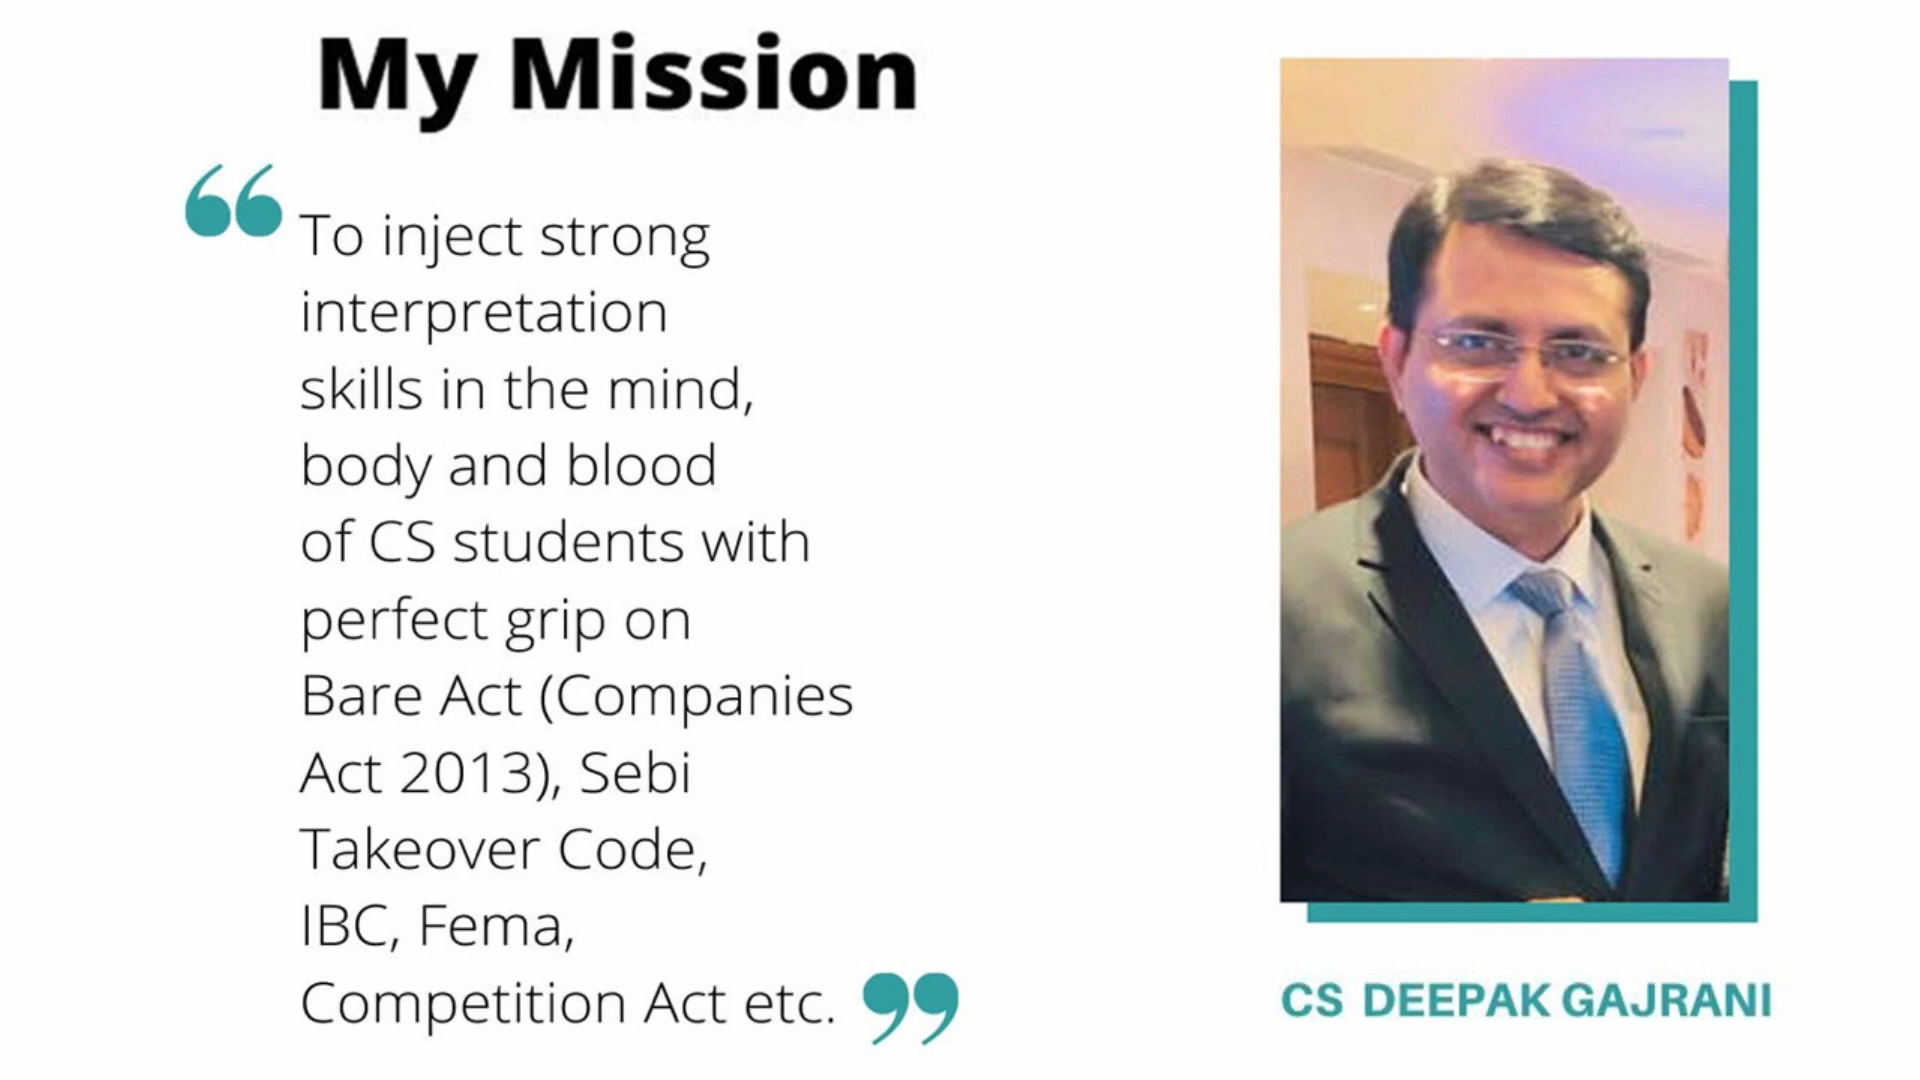 My Mission
“ To inject strong
interpretation
skills in the mind,
body and blood
of CS students with
perfect grip on
Bare Act (Companies
Act 2013), Sebi
Takeover Code,
IBC, Fema,
Competition Act etc. ”
CS DEEPAK GAJRANI